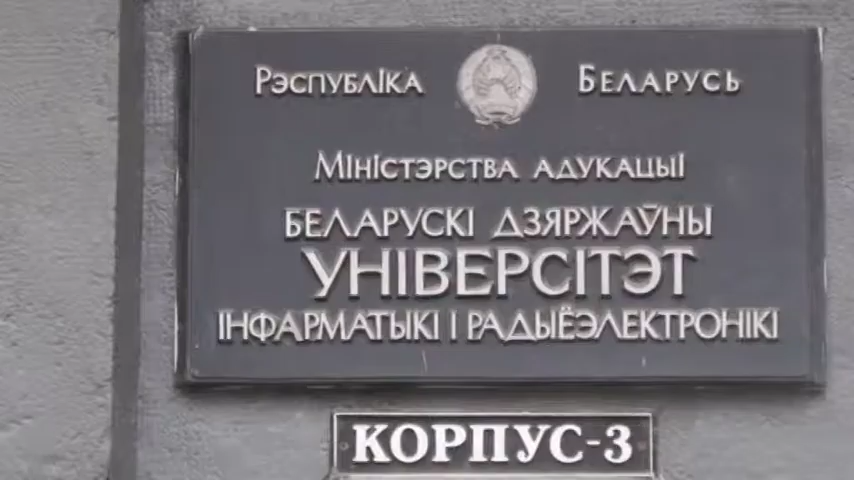 Рэспубліка Беларусь
Міністэрства адукацыі
Беларускі дзяржаўны
УНІВЕРСІТЭТ
ІНФАРМАТЫКІ І РАДЫЁЭЛЕКТРОНІКІ
КОРПУС-3